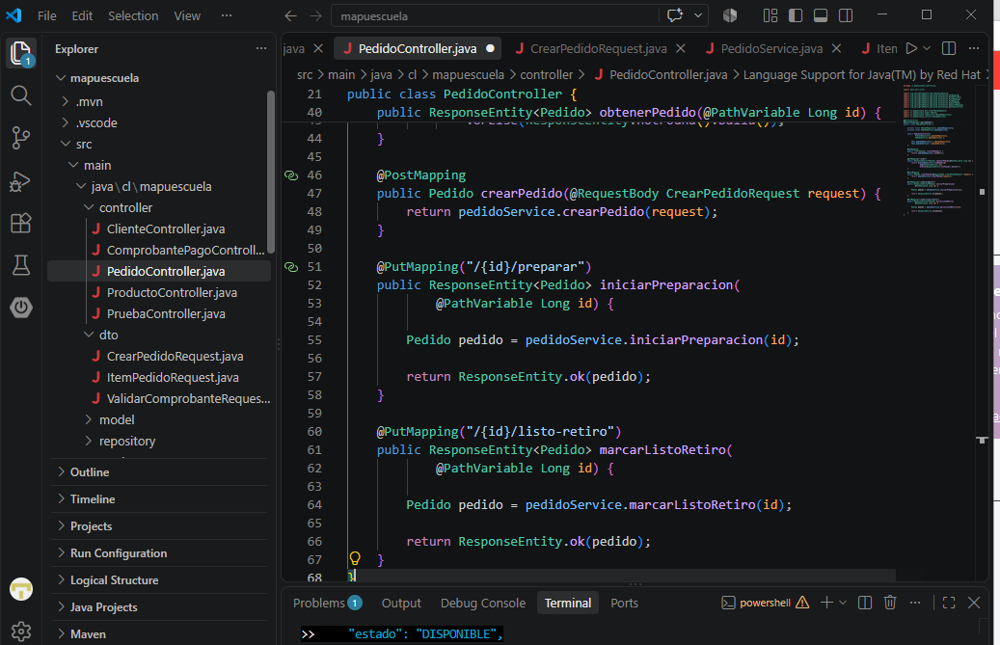 File Edit Selection View ··· mapuescuela
Explorer ···
mapuescuela
.mvn
.vscode
src
main
java\cl\mapuescuela
controller
ClienteController.java
ComprobantePagoControll...
PedidoController.java
ProductoController.java
PruebaController.java
dto
CrearPedidoRequest.java
ItemPedidoRequest.java
ValidarComprobanteReques...
model
repository
Outline
Timeline
Projects
Run Configuration
Logical Structure
Java Projects
Maven
1
java PedidoController.java CrearPedidoRequest.java PedidoService.java Iten
src > main > java > cl > mapuescuela > controller > PedidoController.java > Language Support for Java(TM) by Red Hat >
21 public class PedidoController {
40 public ResponseEntity<Pedido> obtenerPedido(@PathVariable Long id) {
44 }
45
46 @PostMapping
47 public Pedido crearPedido(@RequestBody CrearPedidoRequest request) {
48 return pedidoService.crearPedido(request);
49 }
50
51 @PutMapping("/{id}/preparar")
52 public ResponseEntity<Pedido> iniciarPreparacion(
53 @PathVariable Long id) {
54
55 Pedido pedido = pedidoService.iniciarPreparacion(id);
56
57 return ResponseEntity.ok(pedido);
58 }
59
60 @PutMapping("/{id}/listo-retiro")
61 public ResponseEntity<Pedido> marcarListoRetiro(
62 @PathVariable Long id) {
63
64 Pedido pedido = pedidoService.marcarListoRetiro(id);
65
66 return ResponseEntity.ok(pedido);
67 }
68 }
Problems 1 Output Debug Console Terminal Ports powershell
>> "estado": "DISPONIBLE",